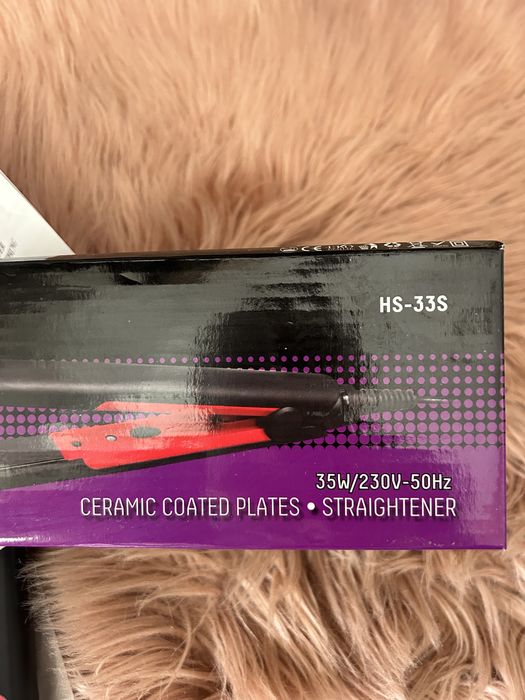 HS-33S
35W/230V-50Hz
CERAMIC COATED PLATES • STRAIGHTENER